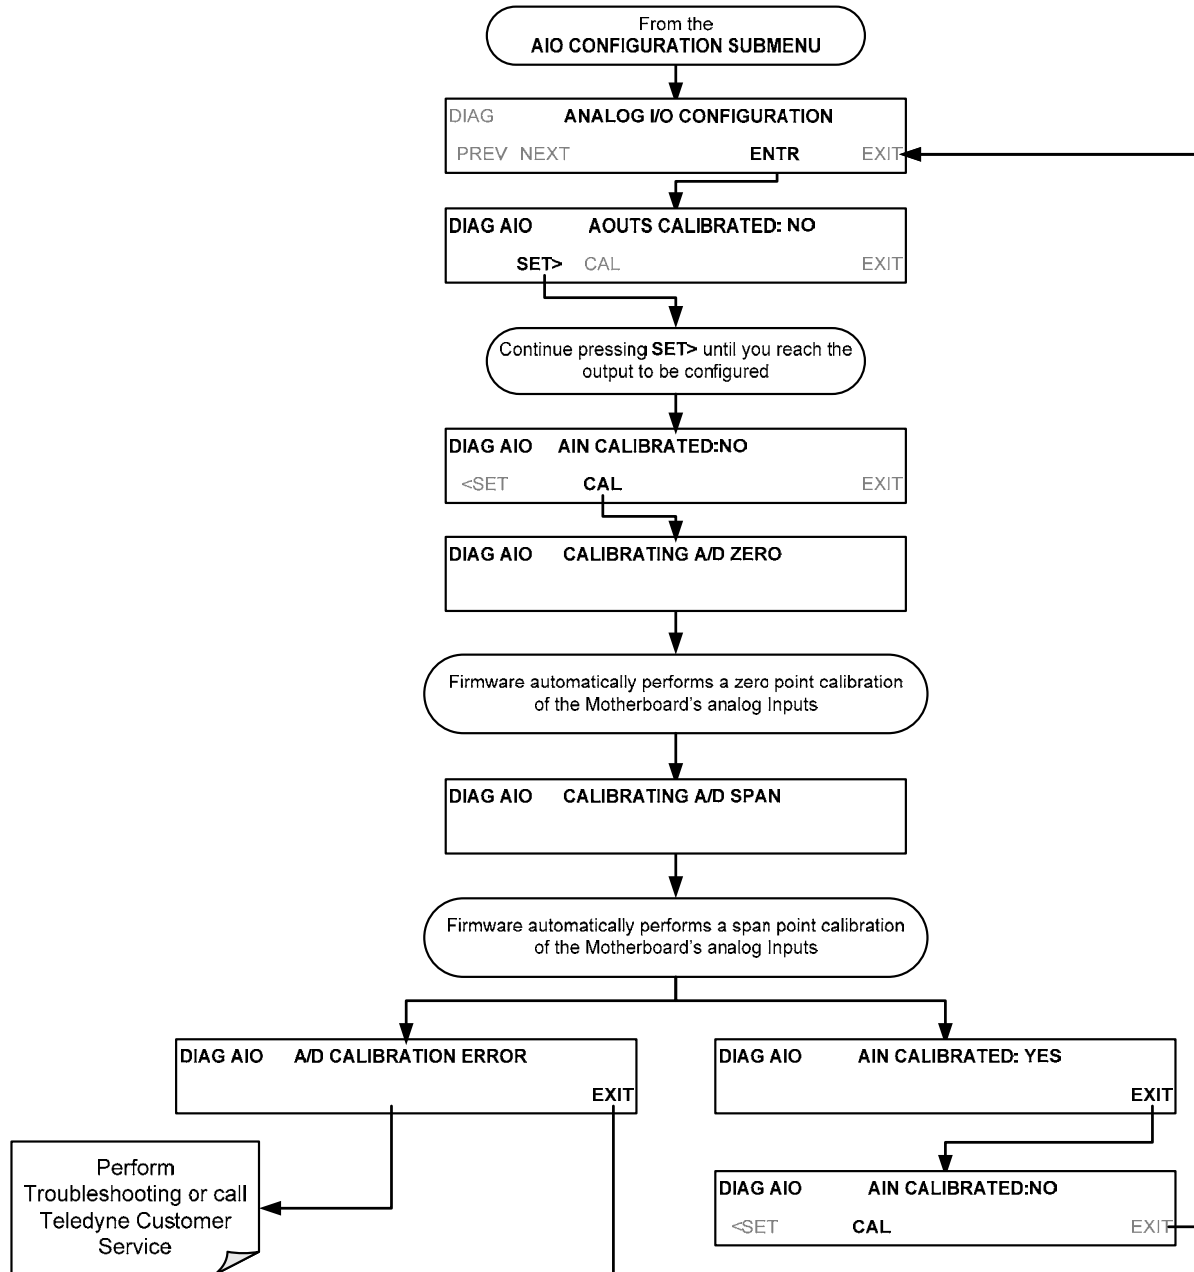 From the
AIO CONFIGURATION SUBMENU
DIAG ANALOG I/O CONFIGURATION
PREV NEXT ENTR EXIT
DIAG AIO AOUTS CALIBRATED: NO
SET> CAL EXIT
Continue pressing SET> until you reach the
output to be configured
DIAG AIO AIN CALIBRATED:NO
<SET CAL EXIT
DIAG AIO CALIBRATING A/D ZERO
Firmware automatically performs a zero point calibration
of the Motherboard's analog Inputs
DIAG AIO CALIBRATING A/D SPAN
Firmware automatically performs a span point calibration
of the Motherboard's analog Inputs
DIAG AIO A/D CALIBRATION ERROR
EXIT
DIAG AIO AIN CALIBRATED: YES
EXIT
Perform
Troubleshooting or call
Teledyne Customer
Service
DIAG AIO AIN CALIBRATED:NO
<SET CAL EXIT